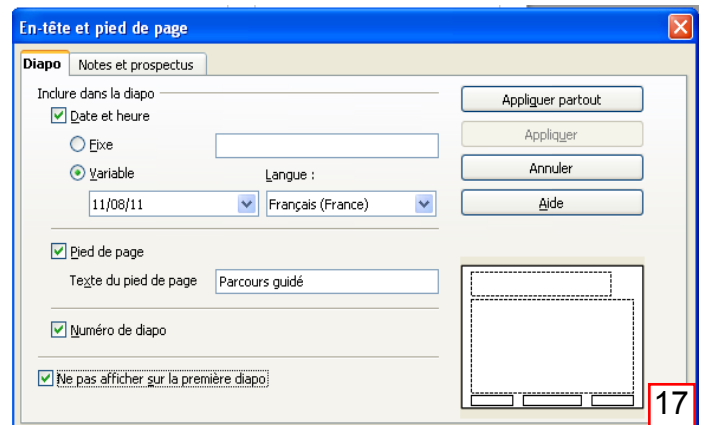 En-tête et pied de page
Diapo Notes et prospectus
Inclure dans la diapo
Date et heure
Fixe
Variable Langue :
11/08/11 Français (France)
Pied de page
Texte du pied de page Parcours guidé
Numéro de diapo
Ne pas afficher sur la première diapo
Appliquer partout
Appliquer
Annuler
Aide
17